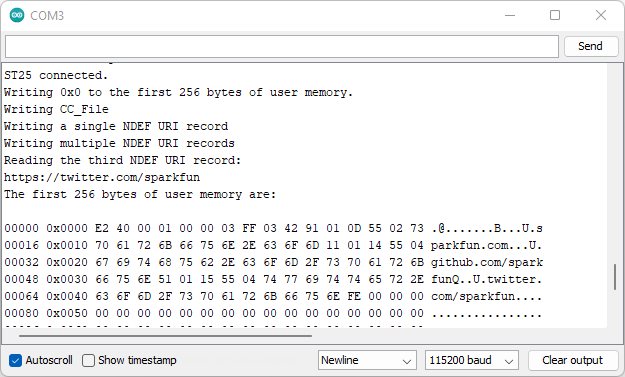 COM3
Send
ST25 connected.
Writing 0x0 to the first 256 bytes of user memory.
Writing CC_File
Writing a single NDEF URI record
Writing multiple NDEF URI records
Reading the third NDEF URI record:
https://twitter.com/sparkfun
The first 256 bytes of user memory are:
00000 0x0000 E2 40 00 01 00 00 03 FF 03 42 91 01 0D 55 02 73 .@.......B...U.s
00016 0x0010 70 61 72 6B 66 75 6E 2E 63 6F 6D 11 01 14 55 04 parkfun.com...U.
00032 0x0020 67 69 74 68 75 62 2E 63 6F 6D 2F 73 70 61 72 6B github.com/spark
00048 0x0030 66 75 6E 51 01 15 55 04 74 77 69 74 74 65 72 2E funQ..U.twitter.
00064 0x0040 63 6F 6D 2F 73 70 61 72 6B 66 75 6E FE 00 00 00 com/sparkfun....
00080 0x0050 00 00 00 00 00 00 00 00 00 00 00 00 00 00 00 00 ................
Autoscroll Show timestamp Newline 115200 baud Clear output